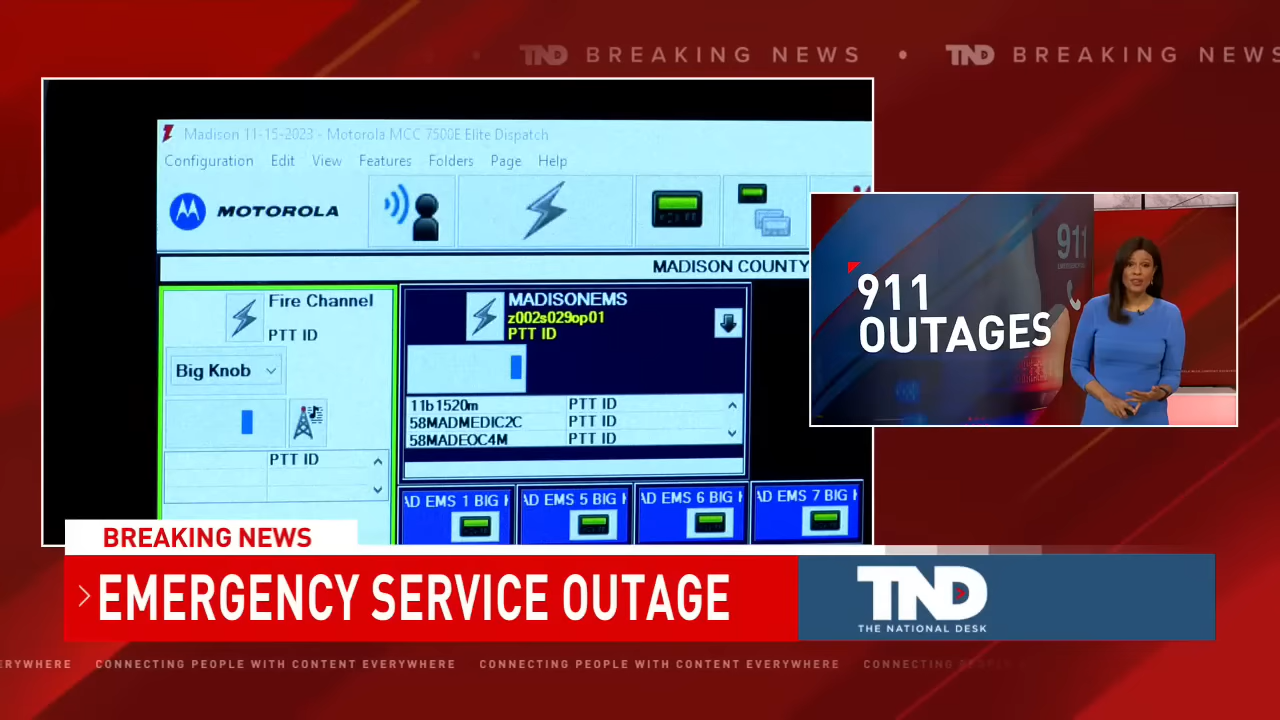 TND BREAKING NEWS • TND BREAKING NEWS
Madison 11-15-2023 - Motorola MCC 7500E Elite Dispatch
Configuration Edit View Features Folders Page Help
MOTOROLA
MADISON COUNTY
Fire Channel
PTT ID
Big Knob
PTT ID
MADISONEMS
z002s029op01
PTT ID
11b1520m PTT ID
58MADMEDIC2C PTT ID
58MADEOC4M PTT ID
AD EMS 1 BIG
AD EMS 5 BIG
AD EMS 6 BIG
AD EMS 7 BIG
911
911
OUTAGES
BREAKING NEWS
EMERGENCY SERVICE OUTAGE
TND
THE NATIONAL DESK
ERYWHERE CONNECTING PEOPLE WITH CONTENT EVERYWHERE CONNECTING PEOPLE WITH CONTENT EVERYWHERE CONNECTING